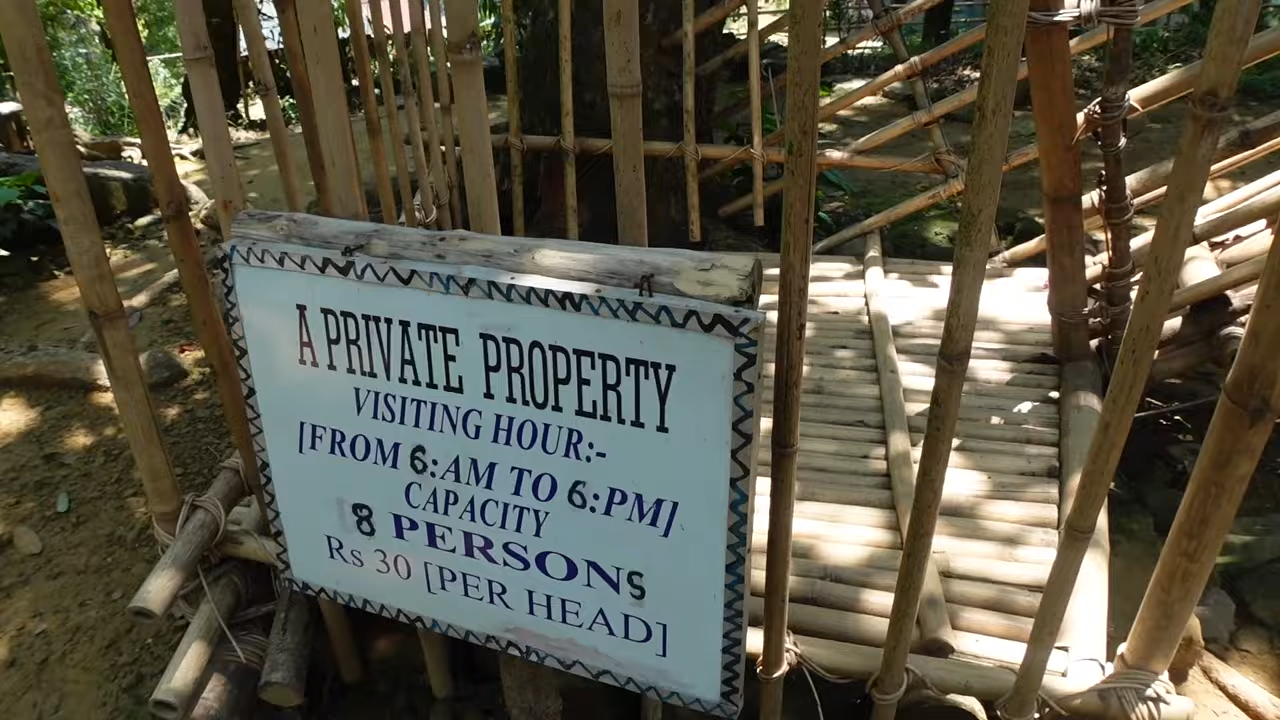 A PRIVATE PROPERTY
VISITING HOUR:-
[FROM 6:AM TO 6:PM]
CAPACITY
8 PERSONS
Rs 30 [PER HEAD]